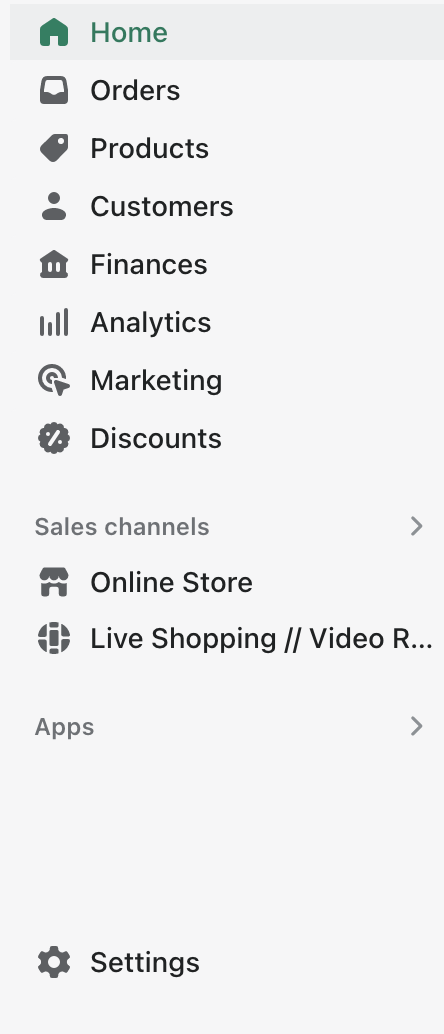 Home
Orders
Products
Customers
Finances
Analytics
Marketing
Discounts
Sales channels
Online Store
Live Shopping // Video R...
Apps
Settings